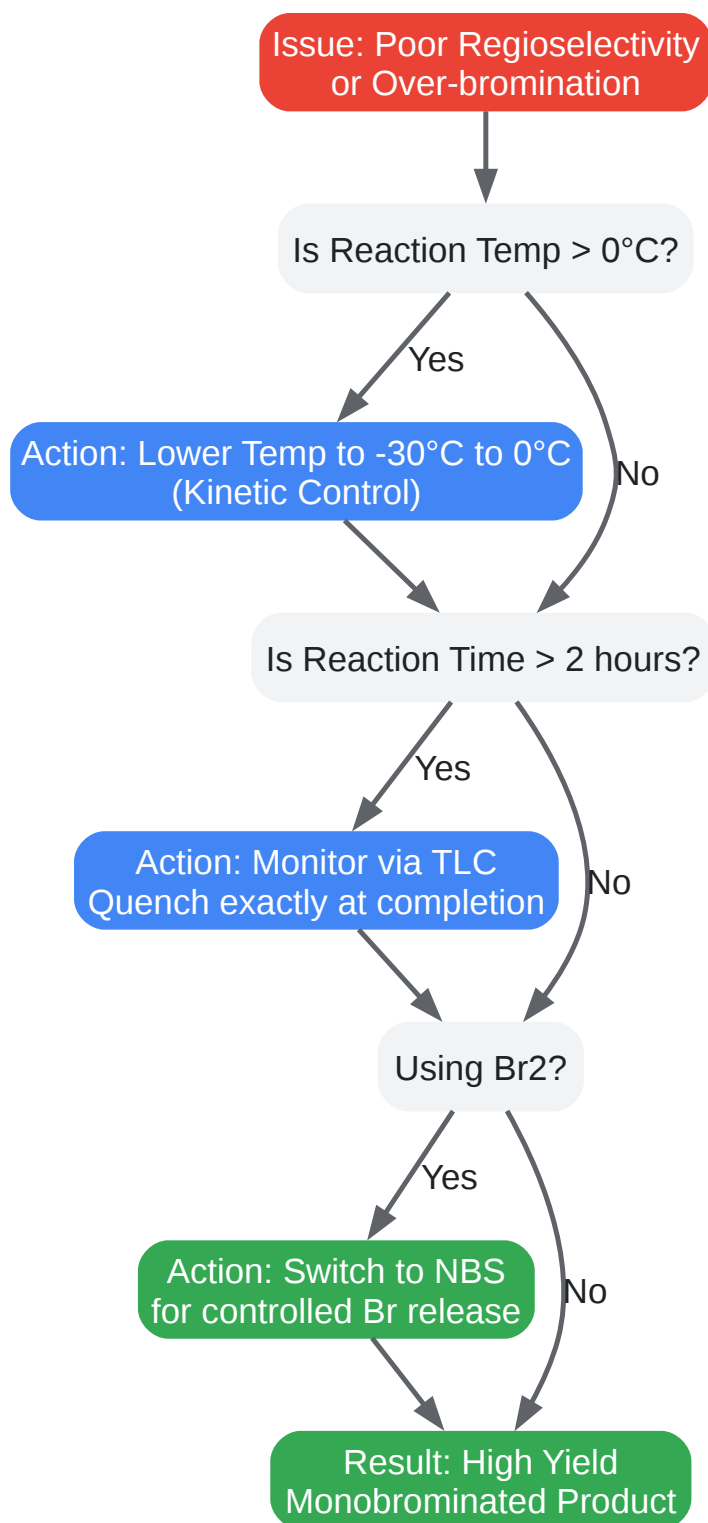 Issue: Poor Regioselectivity
or Over-bromination
Is Reaction Temp > 0°C?
Yes
Action: Lower Temp to -30°C to 0°C
(Kinetic Control)
No
Is Reaction Time > 2 hours?
Yes
Action: Monitor via TLC
Quench exactly at completion
No
Using Br2?
Yes
Action: Switch to NBS
for controlled Br release
No
Result: High Yield
Monobrominated Product